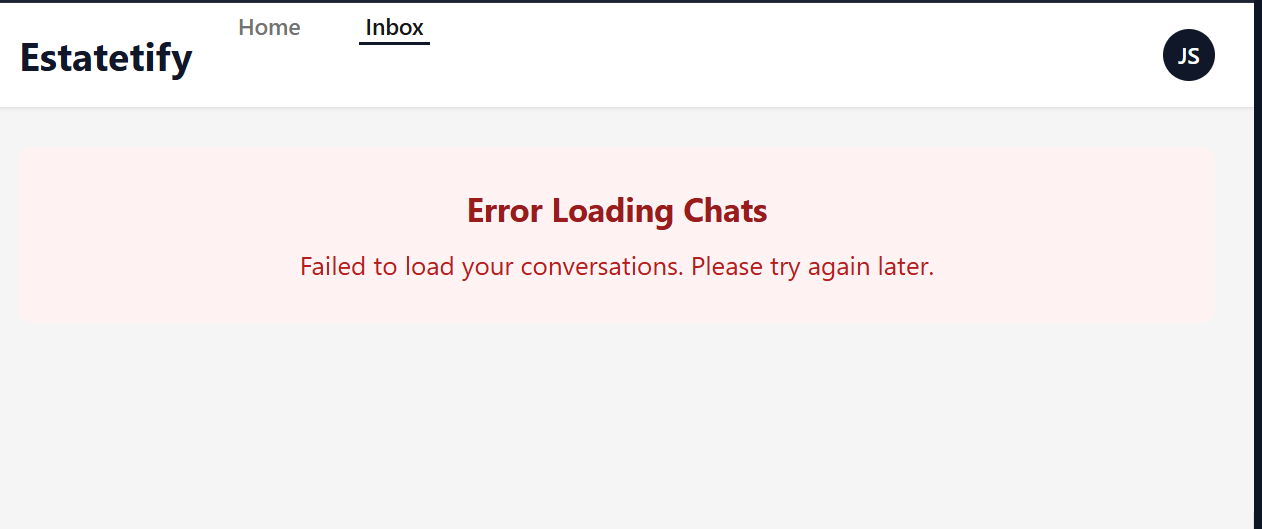 Estatetify
Home
Inbox
JS
Error Loading Chats
Failed to load your conversations. Please try again later.